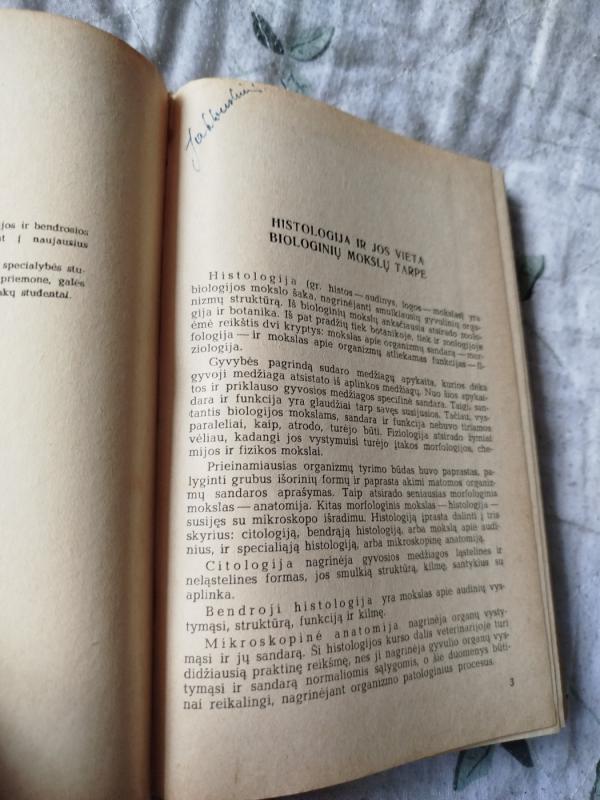 jos ir bendrosios
t į naujausius
specialybės stu-
priemone, galės
kų studentai.
HISTOLOGIJA IR JOS VIETA
BIOLOGINIŲ MOKSLŲ TARPE
Histologija (gr. histos — audinys, logos — mokslas) yra
biologijos mokslo šaka, nagrinėjanti smulkiausią gyvulinių orga-
nizmų struktūrą. Iš biologinių mokslų anksčiausia atsirado zoolo-
gija ir botanika. Iš pat pradžių tiek botanikoje, tiek ir zoologijoje
ėmė reikštis dvi kryptys: mokslas apie organizmų sandarą — mor-
fologija — ir mokslas apie organizmų atliekamas funkcijas — fi-
ziologija.
Gyvybės pagrindą sudaro medžiagų apykaita, kurios dėka
gyvoji medžiaga atsistato iš aplinkos medžiagų. Nuo šios apykai-
tos ir priklauso gyvosios medžiagos specifinė sandara. Taigi, san-
dara ir funkcija yra glaudžiai tarp savęs susijusios. Tačiau, vys-
tantis biologijos mokslams, sandara ir funkcija nebuvo tiriamos
paraleliai, kaip, atrodo, turėjo būti. Fiziologija atsirado žymiai
vėliau, kadangi jos vystymuisi turėjo įtakos morfologijos, che-
mijos ir fizikos mokslai.
Prieinamiausias organizmų tyrimo būdas buvo paprastas, pa-
lyginti grubus išorinių formų ir paprasta akimi matomos organiz-
mų sandaros aprašymas. Taip atsirado seniausias morfologinis
mokslas — anatomija. Kitas morfologinis mokslas — histologija —
susijęs su mikroskopo išradimu. Histologiją įprasta dalinti į tris
skyrius: citologiją, bendrąją histologiją, arba mokslą apie audi-
nius, ir specialiąją histologiją, arba mikroskopinę anatomiją.
Citologija nagrinėja gyvosios medžiagos ląstelines ir
neląstelines formas, jos smulkią struktūrą, kilmę, santykius su
aplinka.
Bendroji histologija yra mokslas apie audinių vys-
tymąsi, struktūrą, funkciją ir kilmę.
Mikroskopinė anatomija nagrinėja organų vysty-
mąsi ir jų sandarą. Ši histologijos kurso dalis veterinarijoje turi
didžiausią praktinę reikšmę, nes ji nagrinėja gyvulio organų vys-
tymąsi ir sandarą normaliomis sąlygomis, o šie duomenys būti-
nai reikalingi, nagrinėjant organizmo patologinius procesus.
3